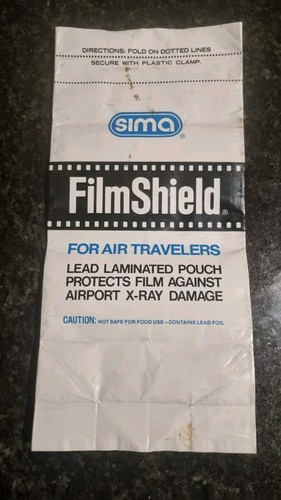 DIRECTIONS: FOLD ON DOTTED LINES
SECURE WITH PLASTIC CLAMP.
sima®
FilmShield®
FOR AIR TRAVELERS
LEAD LAMINATED POUCH
PROTECTS FILM AGAINST
AIRPORT X-RAY DAMAGE
CAUTION: NOT SAFE FOR FOOD USE—CONTAINS LEAD FOIL